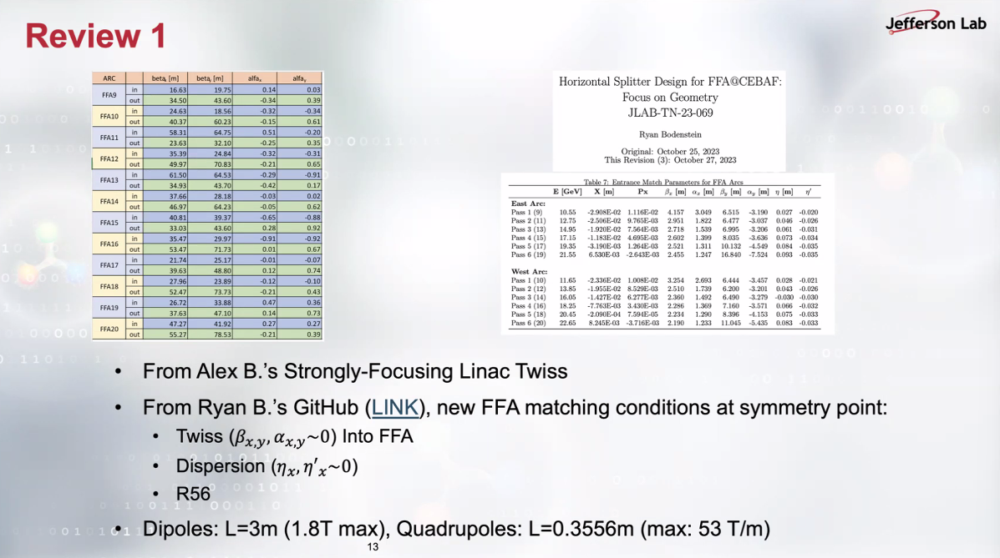 Review 1
Jefferson Lab
ARC beta, [m] beta, [m] alfaₓ alfaᵧ
FFA9 in 16.63 19.75 0.14 0.03
out 34.50 43.60 -0.34 0.39
FFA10 in 24.63 18.56 -0.32 -0.34
out 40.37 60.23 -0.15 0.61
FFA11 in 58.31 64.75 0.51 -0.20
out 23.63 32.10 -0.25 0.35
FFA12 in 35.39 24.84 -0.32 -0.31
out 49.97 70.83 -0.21 0.65
FFA13 in 61.50 64.53 -0.29 -0.91
out 34.93 43.70 -0.42 0.17
FFA14 in 37.66 28.18 -0.03 0.02
out 46.97 64.23 -0.05 0.62
FFA15 in 40.81 39.37 -0.65 -0.88
out 33.03 43.60 0.28 0.92
FFA16 in 35.47 29.97 -0.91 -0.92
out 53.47 71.73 0.01 0.67
FFA17 in 21.74 25.17 -0.01 -0.07
out 39.63 48.80 0.12 0.74
FFA18 in 27.96 23.89 -0.12 -0.10
out 52.47 73.73 -0.21 0.43
FFA19 in 26.72 33.88 0.47 0.36
out 37.63 47.10 0.14 0.73
FFA20 in 47.27 41.92 0.27 0.27
out 55.27 78.53 -0.21 0.39
Horizontal Splitter Design for FFA@CEBAF:
Focus on Geometry
JLAB-TN-23-069
Ryan Bodenstein
Original: October 25, 2023
This Revision (3): October 27, 2023
Table 7: Entrance Match Parameters for FFA Arcs
E [GeV] X [m] Px βₓ [m] αₓ [m] βᵧ [m] αᵧ [m] η [m] η′
East Arc:
Pass 1 (9) 10.55 -2.908E-02 1.116E-02 4.157 3.049 6.515 -3.190 0.027 -0.020
Pass 2 (11) 12.75 -2.506E-02 9.765E-03 2.951 1.822 6.477 -3.037 0.046 -0.026
Pass 3 (13) 14.95 -1.920E-02 7.564E-03 2.718 1.539 6.995 -3.206 0.061 -0.031
Pass 4 (15) 17.15 -1.183E-02 4.695E-03 2.602 1.399 8.035 -3.636 0.073 -0.034
Pass 5 (17) 19.35 -3.190E-03 1.264E-03 2.521 1.311 10.132 -4.549 0.084 -0.035
Pass 6 (19) 21.55 6.530E-03 -2.643E-03 2.455 1.247 16.840 -7.524 0.093 -0.035
West Arc:
Pass 1 (10) 11.65 -2.336E-02 1.008E-02 3.254 2.693 6.444 -3.457 0.028 -0.021
Pass 2 (12) 13.85 -1.955E-02 8.529E-03 2.510 1.739 6.200 -3.201 0.043 -0.026
Pass 3 (14) 16.05 -1.427E-02 6.277E-03 2.360 1.492 6.490 -3.279 -0.030 -0.030
Pass 4 (16) 18.25 -7.763E-03 3.430E-03 2.286 1.369 7.160 -3.571 0.066 -0.032
Pass 5 (18) 20.45 -2.090E-04 7.594E-05 2.234 1.290 8.396 -4.153 0.075 -0.033
Pass 6 (20) 22.65 8.245E-03 -3.716E-03 2.190 1.233 11.045 -5.435 0.083 -0.033
• From Alex B.'s Strongly-Focusing Linac Twiss
• From Ryan B.'s GitHub (LINK), new FFA matching conditions at symmetry point:
• Twiss (βₓ,ᵧ, αₓ,ᵧ~0) Into FFA
• Dispersion (ηₓ, η′ₓ~0)
• R56
• Dipoles: L=3m (1.8T max), Quadrupoles: L=0.3556m (max: 53 T/m)
13